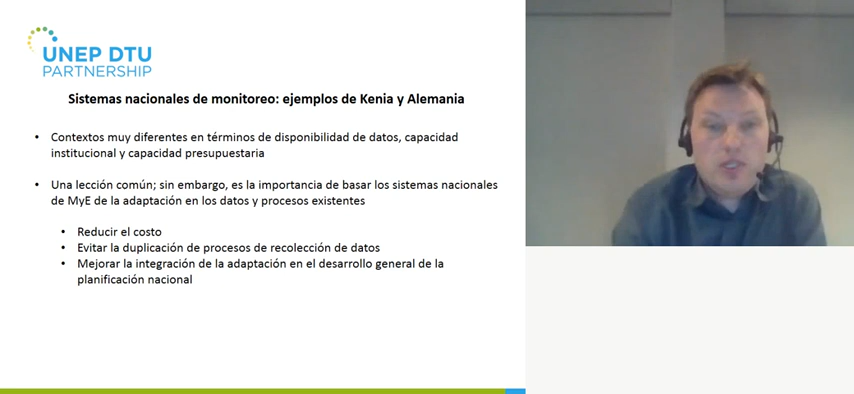 UNEP DTU
PARTNERSHIP
Sistemas nacionales de monitoreo: ejemplos de Kenia y Alemania
• Contextos muy diferentes en términos de disponibilidad de datos, capacidad
institucional y capacidad presupuestaria
• Una lección común; sin embargo, es la importancia de basar los sistemas nacionales
de MyE de la adaptación en los datos y procesos existentes
• Reducir el costo
• Evitar la duplicación de procesos de recolección de datos
• Mejorar la integración de la adaptación en el desarrollo general de la
planificación nacional